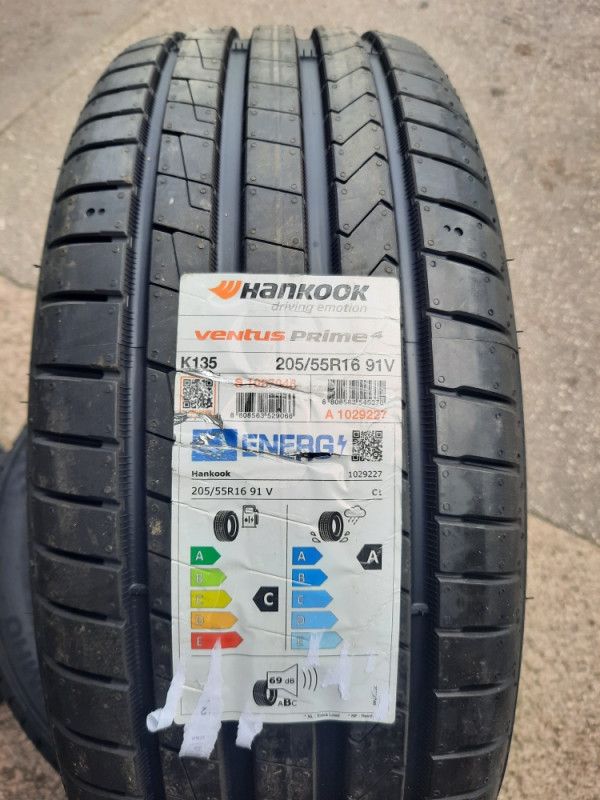 HANKOOK
driving emotion
ventus Prime4
K135 205/55R16 91V
A 1029227
ENERG
Hankook 1029227
205/55R16 91 V C1
A A A
B B
C C C
D D
E E
69 dB
ABC